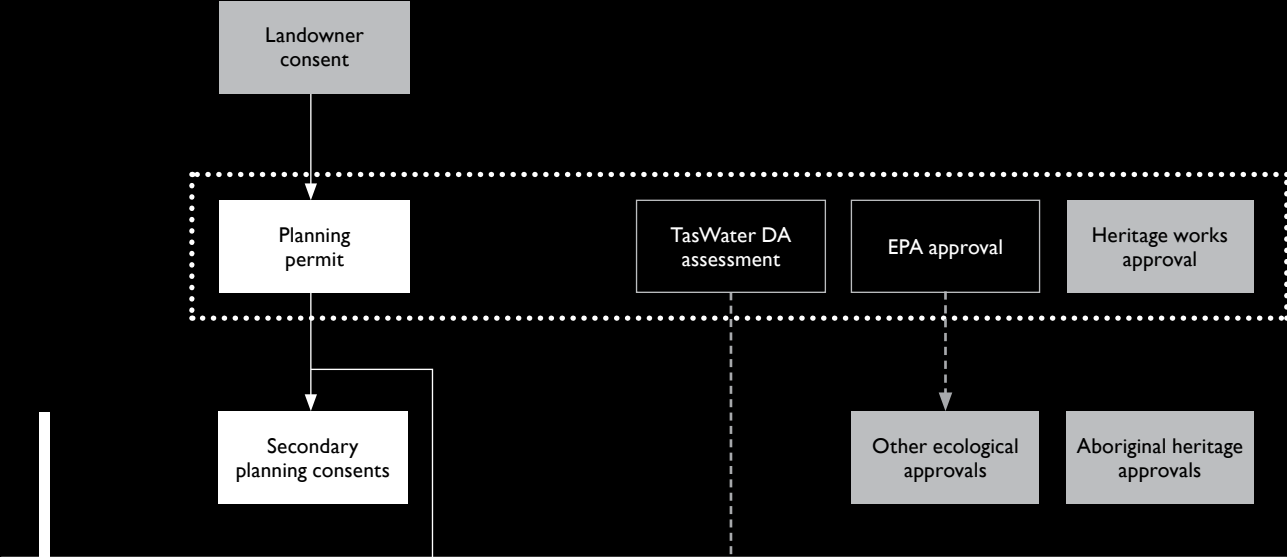 Landowner
consent
Planning
permit
TasWater DA
assessment
EPA approval
Heritage works
approval
Secondary
planning consents
Other ecological
approvals
Aboriginal heritage
approvals